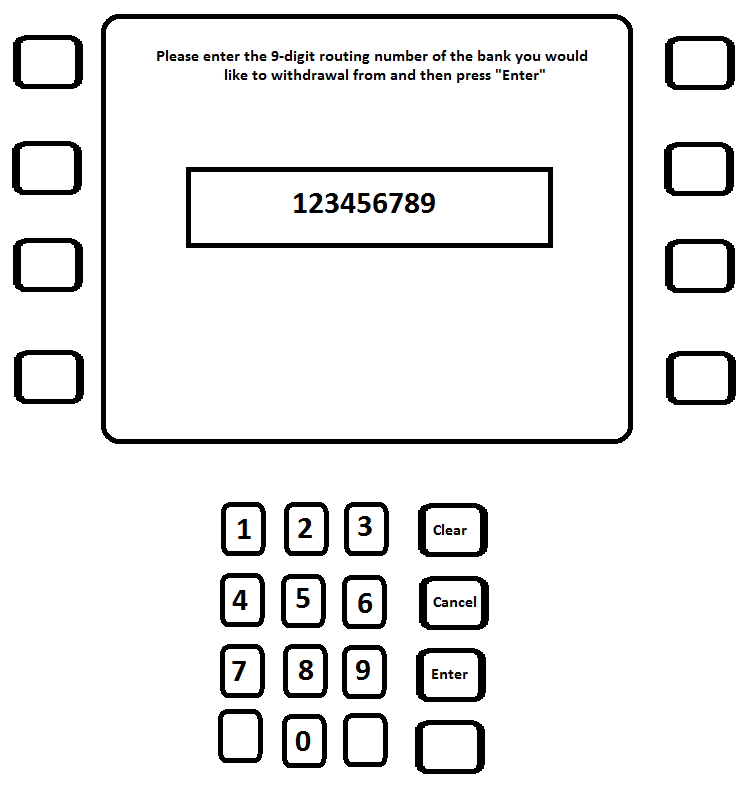 Please enter the 9-digit routing number of the bank you would
like to withdrawal from and then press "Enter"
123456789
1 2 3 Clear
4 5 6 Cancel
7 8 9 Enter
0